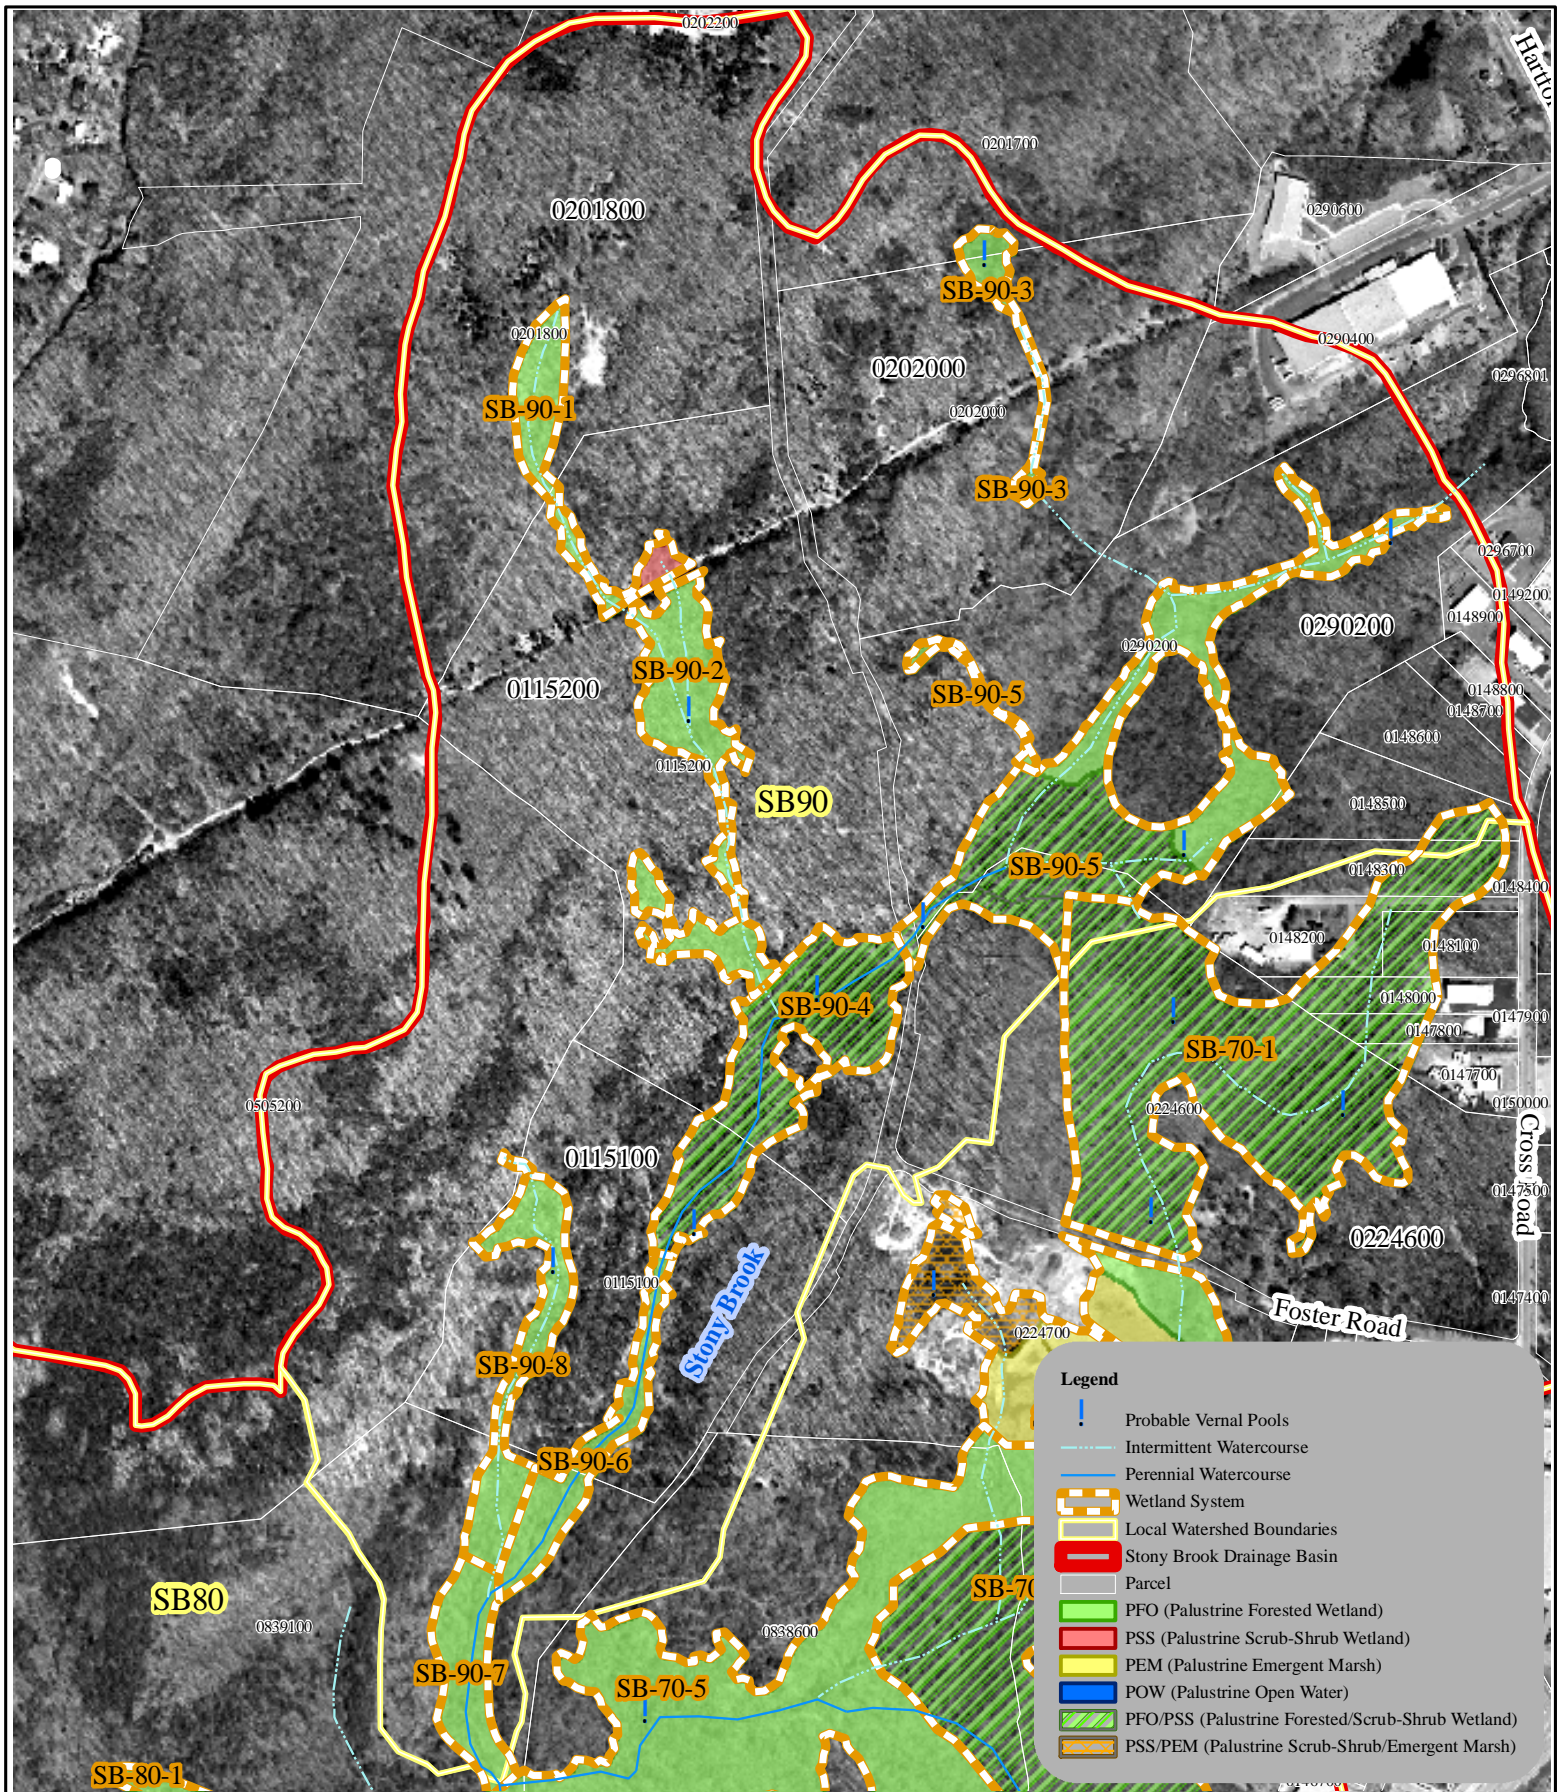 0202200
Hartfor
0201700
0201800
0290600
SB-90-3
0201800
0290400
0202000
0296801
SB-90-1
0202000
SB-90-3
0296700
0149200
0148900
0290200
0290200
SB-90-2
0115200
SB-90-5
0148800
0148700
0148600
0115200
SB90
0148500
SB-90-5
0148300
0148400
0148200
0148100
SB-90-4
0148000
0147900
0147800
SB-70-1
0147700
0505200
0150000
0224600
Cross Road
0115100
0147500
0224600
0115100
Stony Brook
0147400
Foster Road
0224700
SB-90-8
Legend
Probable Vernal Pools
Intermittent Watercourse
Perennial Watercourse
Wetland System
Local Watershed Boundaries
Stony Brook Drainage Basin
Parcel
PFO (Palustrine Forested Wetland)
PSS (Palustrine Scrub-Shrub Wetland)
PEM (Palustrine Emergent Marsh)
POW (Palustrine Open Water)
PFO/PSS (Palustrine Forested/Scrub-Shrub Wetland)
PSS/PEM (Palustrine Scrub-Shrub/Emergent Marsh)
SB-90-6
SB-70
SB80
0839100
0838600
SB-90-7
SB-70-5
SB-80-1